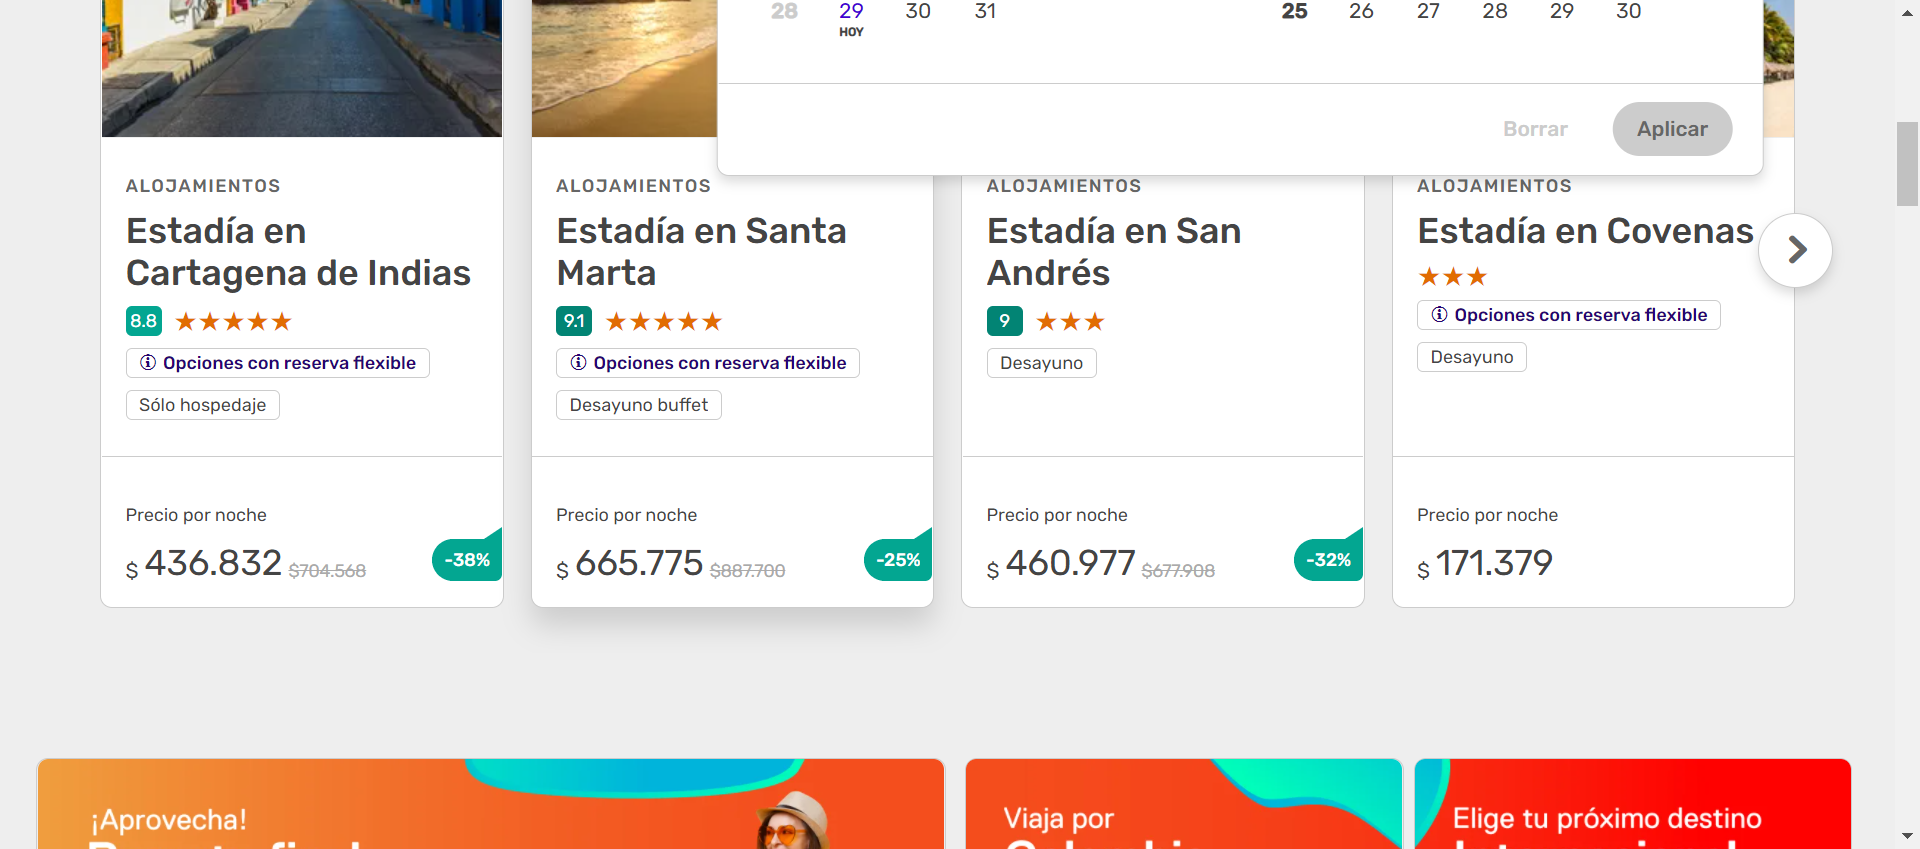 28 29 30 31
HOY
25 26 27 28 29 30
Borrar Aplicar
ALOJAMIENTOS
Estadía en
Cartagena de Indias
8.8
Opciones con reserva flexible
Sólo hospedaje
Precio por noche
$ 436.832 $704.568
-38%
ALOJAMIENTOS
Estadía en Santa
Marta
9.1
Opciones con reserva flexible
Desayuno buffet
Precio por noche
$ 665.775 $887.700
-25%
ALOJAMIENTOS
Estadía en San
Andrés
9
Desayuno
Precio por noche
$ 460.977 $677.908
-32%
ALOJAMIENTOS
Estadía en Covenas
Opciones con reserva flexible
Desayuno
Precio por noche
$ 171.379
¡Aprovecha!
Viaja por
Elige tu próximo destino